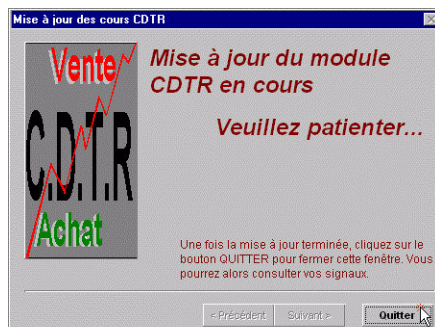 Mise à jour des cours CDTR
Vente
C.D.T.R
Achat
Mise à jour du module
CDTR en cours
Veuillez patienter...
Une fois la mise à jour terminée, cliquez sur le
bouton QUITTER pour fermer cette fenêtre. Vous
pourrez alors consulter vos signaux.
< Précédent
Suivant >
Quitter